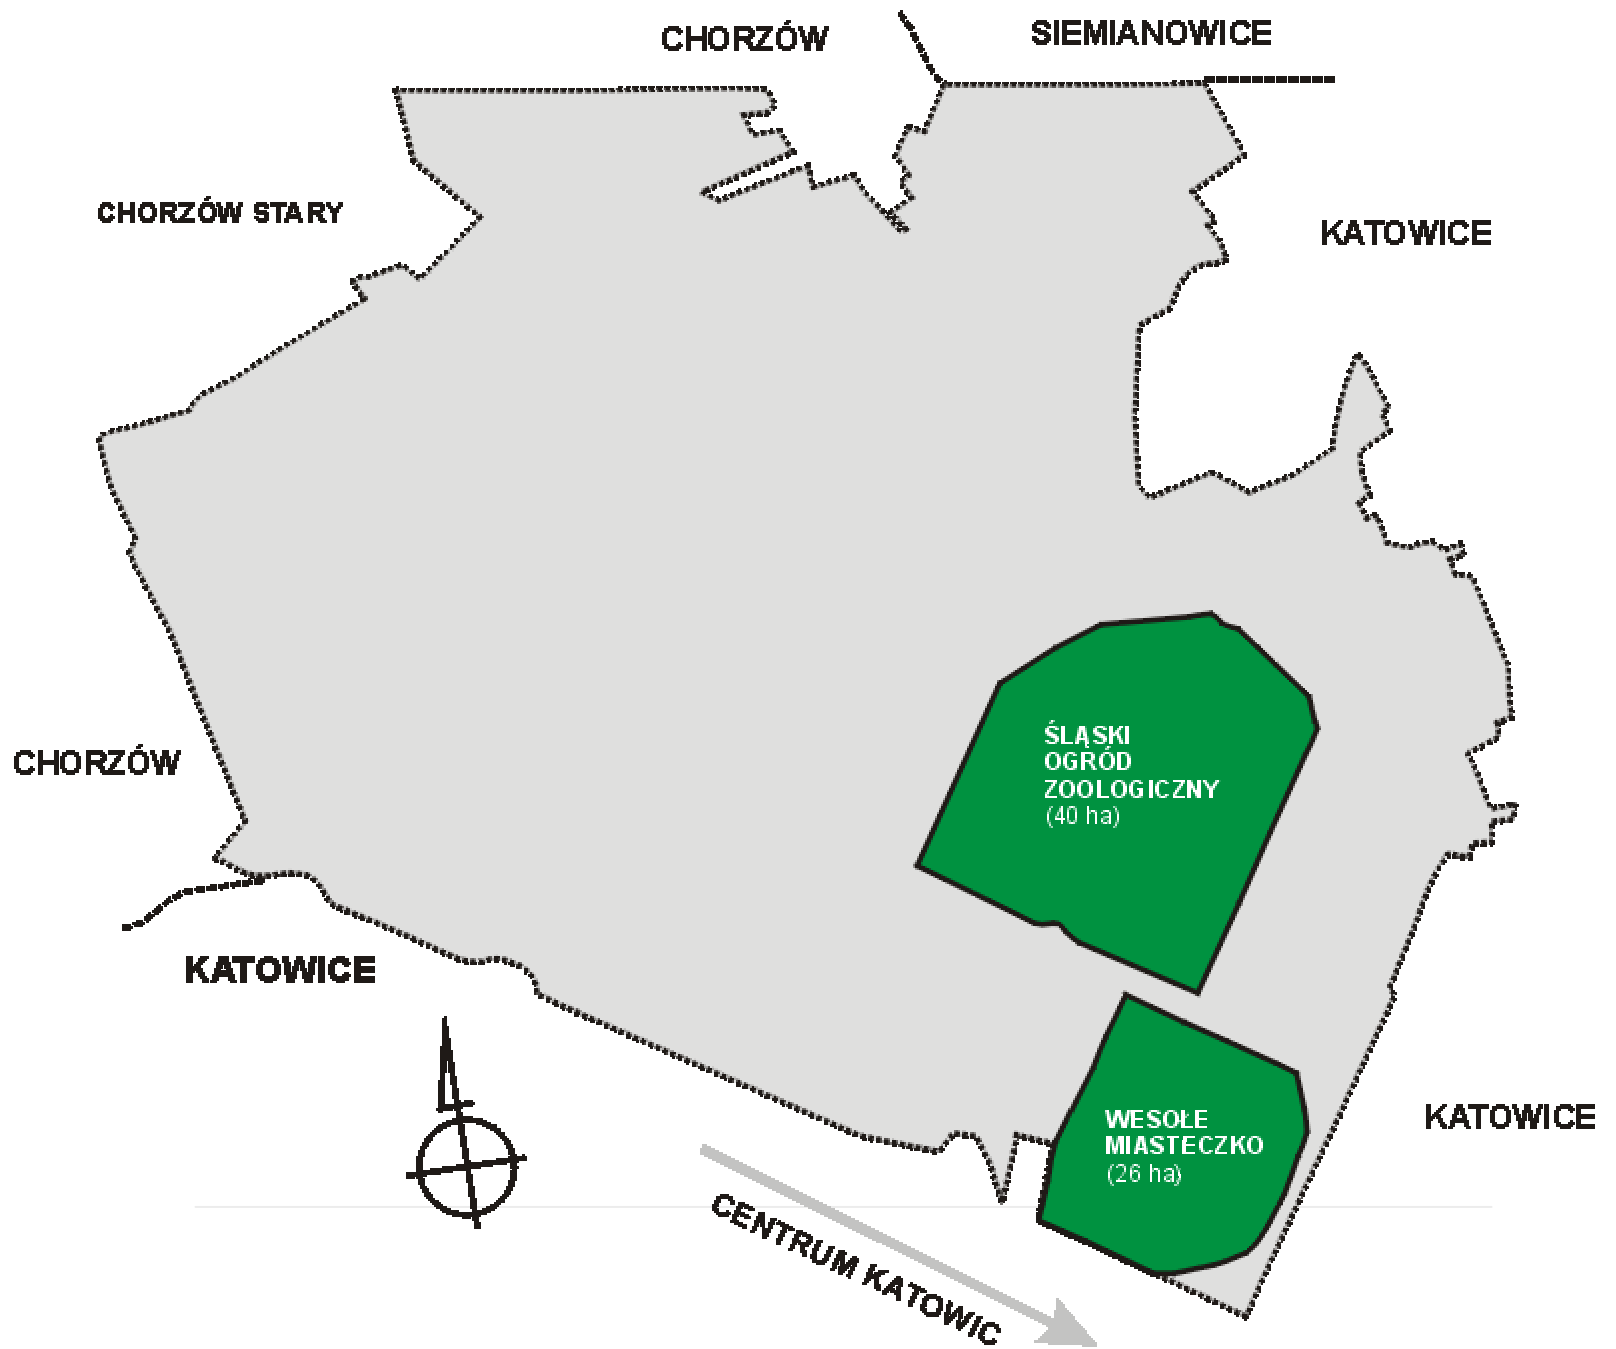 CHORZÓW
SIEMIANOWICE
CHORZÓW STARY
KATOWICE
ŚLĄSKI
OGRÓD
ZOOLOGICZNY
(40 ha)
CHORZÓW
KATOWICE
WESOŁE
MIASTECZKO
(26 ha)
KATOWICE
CENTRUM KATOWIC